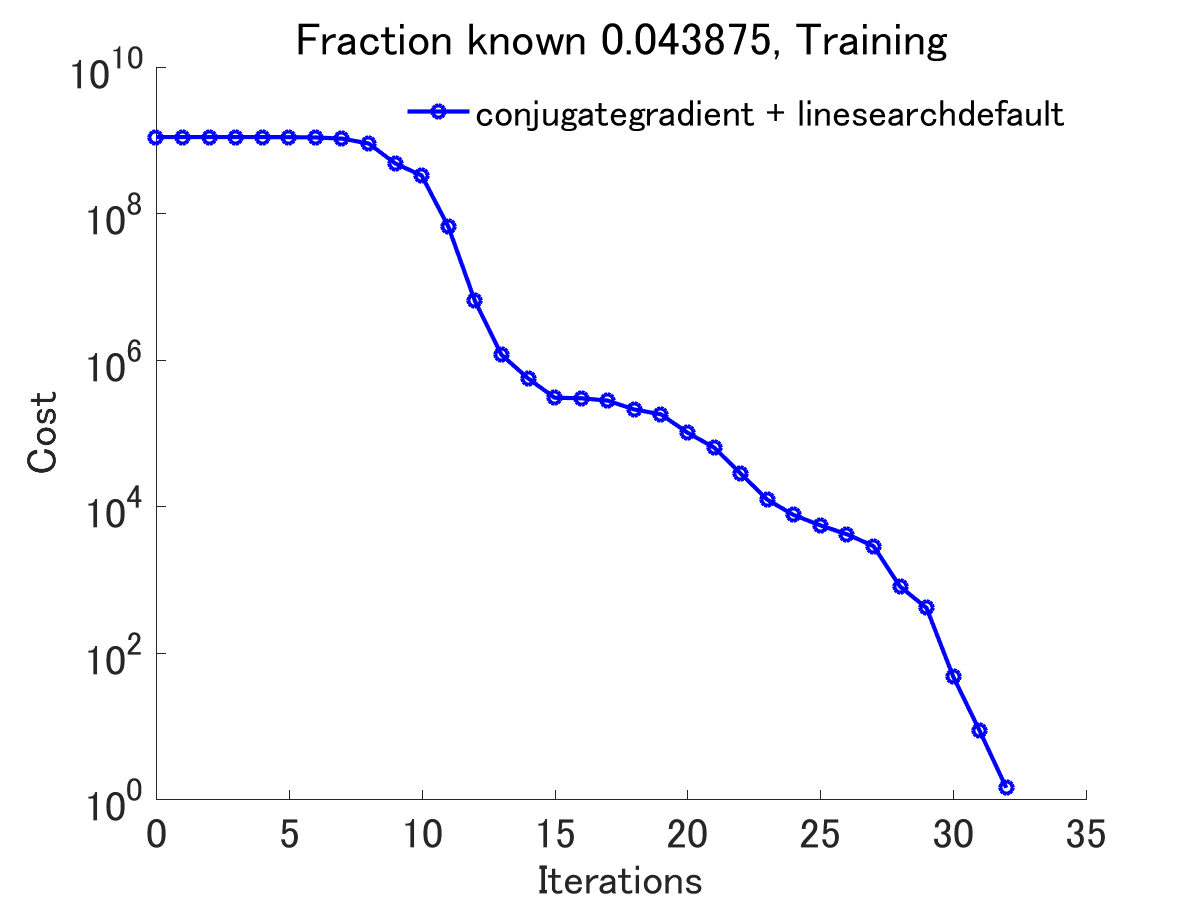 Fraction known 0.043875, Training
conjugategradient + linesearchdefault
10^10
10^8
10^6
10^4
10^2
10^0
Cost
0 5 10 15 20 25 30 35
Iterations